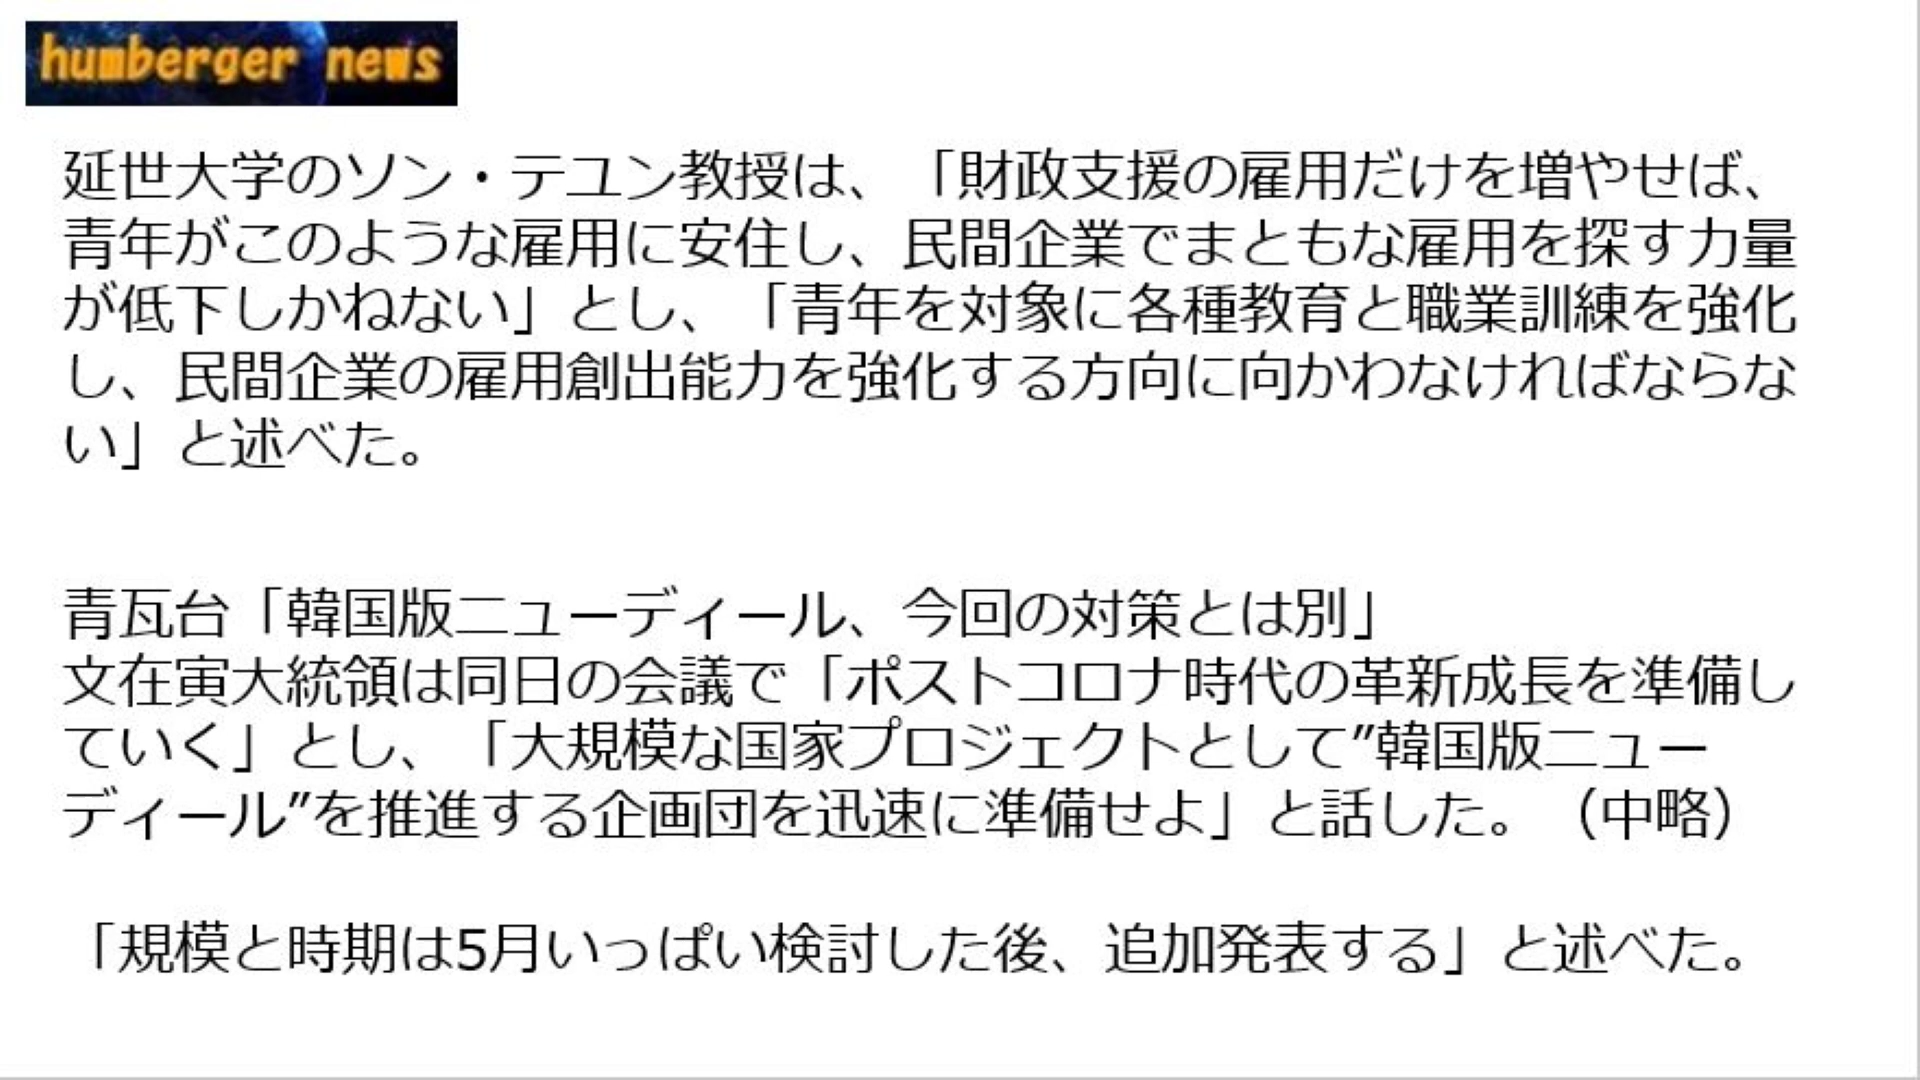 humberger news
延世大学のソン・テユン教授は、「財政支援の雇用だけを増やせば、
青年がこのような雇用に安住し、民間企業でまともな雇用を探す力量
が低下しかねない」とし、「青年を対象に各種教育と職業訓練を強化
し、民間企業の雇用創出能力を強化する方向に向かわなければならな
い」と述べた。
青瓦台「韓国版ニューディール、今回の対策とは別」
文在寅大統領は同日の会議で「ポストコロナ時代の革新成長を準備し
ていく」とし、「大規模な国家プロジェクトとして”韓国版ニュー
ディール”を推進する企画団を迅速に準備せよ」と話した。（中略）
「規模と時期は5月いっぱい検討した後、追加発表する」と述べた。